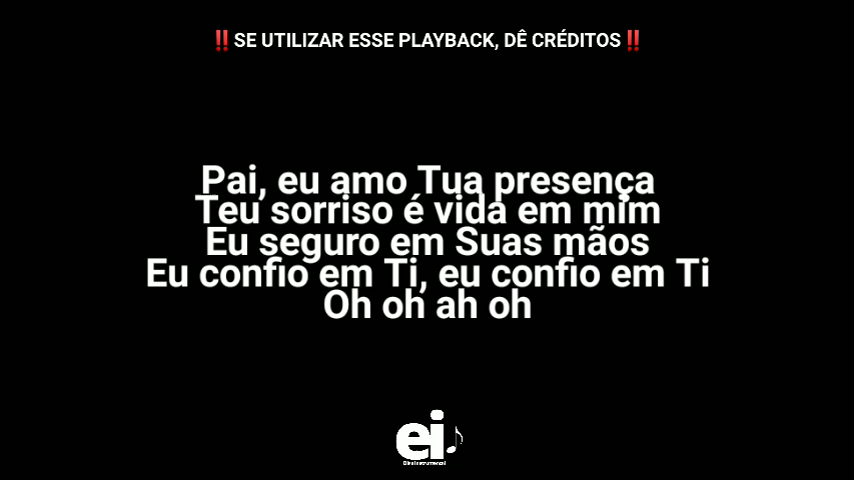 ‼️SE UTILIZAR ESSE PLAYBACK, DÊ CRÉDITOS‼️
Pai, eu amo Tua presença
Teu sorriso é vida em mim
Eu seguro em Suas mãos
Eu confio em Ti, eu confio em Ti
Oh oh ah oh
ei